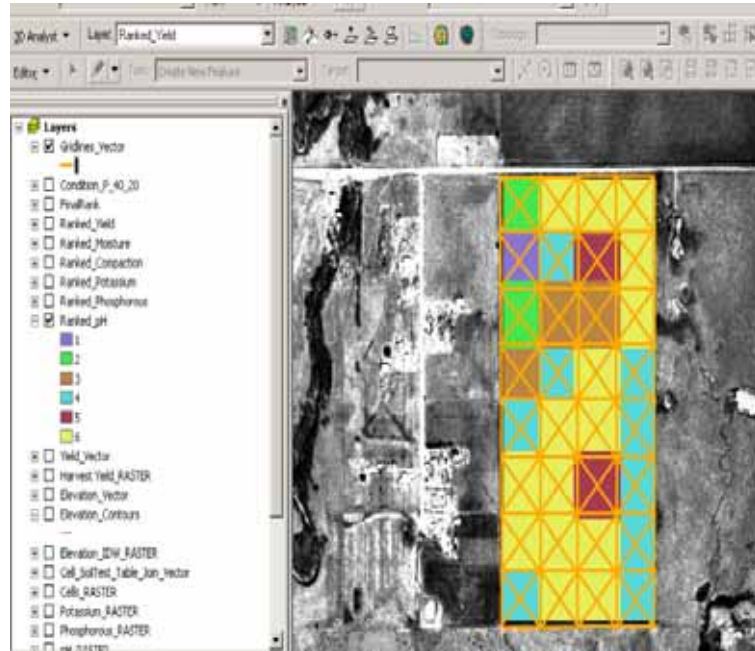 3D Analyst Layer: Ranked_Yield
Editor Task: Create New Feature Target:
Layers
Gridlines_Vector
Condition_P_40_20
FinalRank
Ranked_Yield
Ranked_Moisture
Ranked_Compaction
Ranked_Potassium
Ranked_Phosphorous
Ranked_pH
1
2
3
4
5
6
Yield_Vector
Harvest Yield_RASTER
Elevation_Vector
Elevation_Contours
Elevation_IDW_RASTER
Cell_SoilTest_Table_Join_Vector
Cells_RASTER
Potassium_RASTER
Phosphorous_RASTER